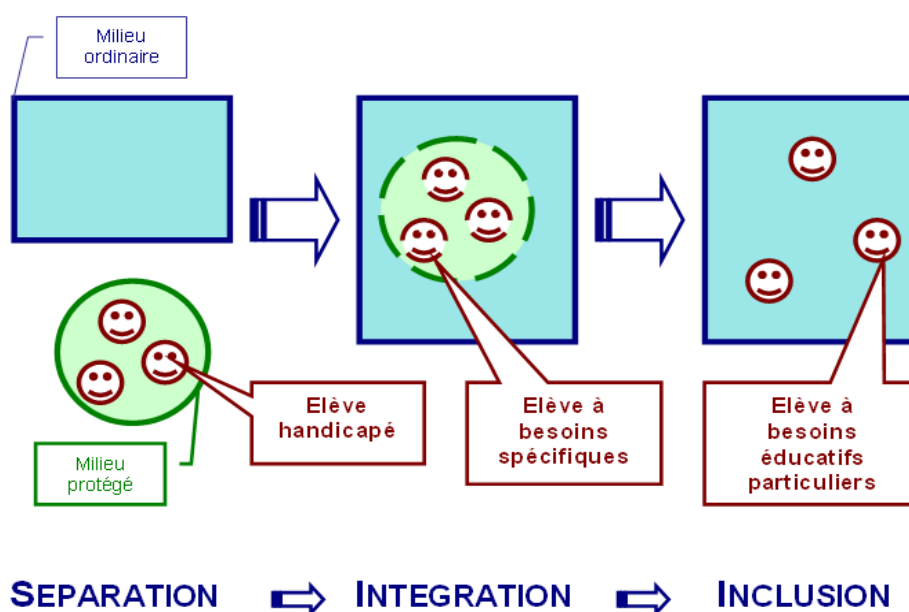 Milieu
ordinaire
Elève
handicapé
Milieu
protégé
Elève à
besoins
spécifiques
Elève à
besoins
éducatifs
particuliers
SEPARATION INTEGRATION INCLUSION